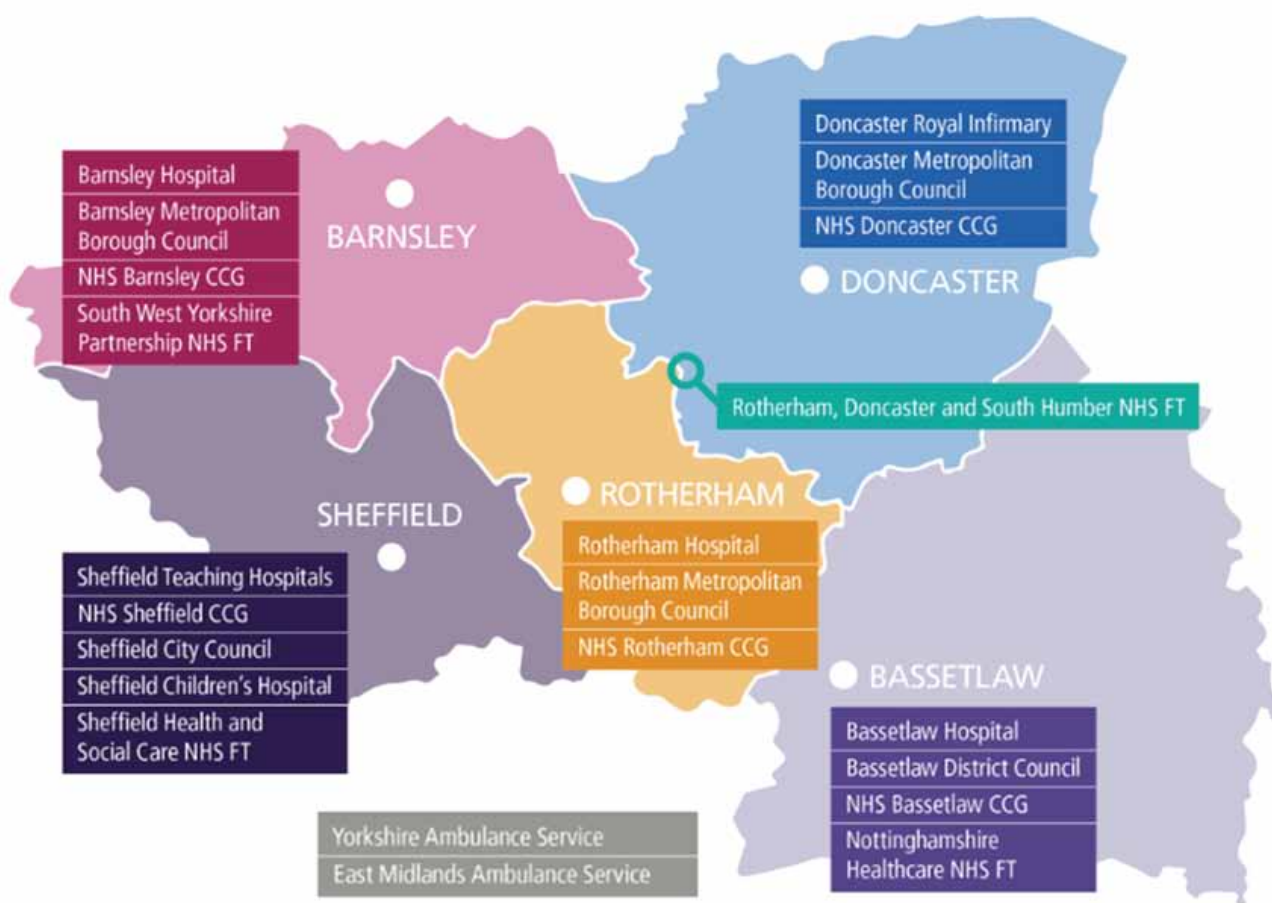 Doncaster Royal Infirmary
Doncaster Metropolitan
Borough Council
NHS Doncaster CCG
DONCASTER
Barnsley Hospital
Barnsley Metropolitan
Borough Council
NHS Barnsley CCG
South West Yorkshire
Partnership NHS FT
BARNSLEY
Rotherham, Doncaster and South Humber NHS FT
ROTHERHAM
Rotherham Hospital
Rotherham Metropolitan
Borough Council
NHS Rotherham CCG
SHEFFIELD
Sheffield Teaching Hospitals
NHS Sheffield CCG
Sheffield City Council
Sheffield Children's Hospital
Sheffield Health and
Social Care NHS FT
BASSETLAW
Bassetlaw Hospital
Bassetlaw District Council
NHS Bassetlaw CCG
Nottinghamshire
Healthcare NHS FT
Yorkshire Ambulance Service
East Midlands Ambulance Service